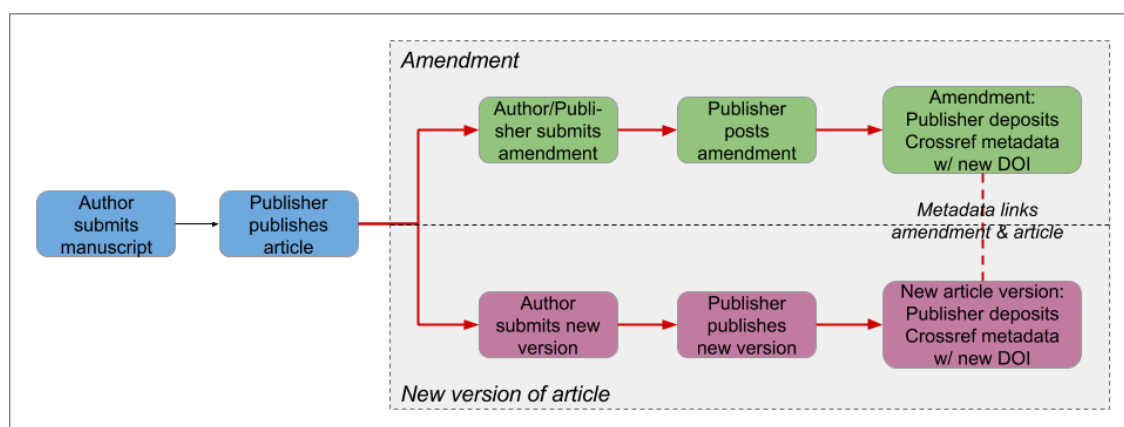 Amendment
Author/Publi-
sher submits
amendment
Publisher
posts
amendment
Amendment:
Publisher deposits
Crossref metadata
w/ new DOI
Author
submits
manuscript
Publisher
publishes
article
Metadata links
amendment & article
Author
submits new
version
Publisher
publishes
new version
New article version:
Publisher deposits
Crossref metadata
w/ new DOI
New version of article